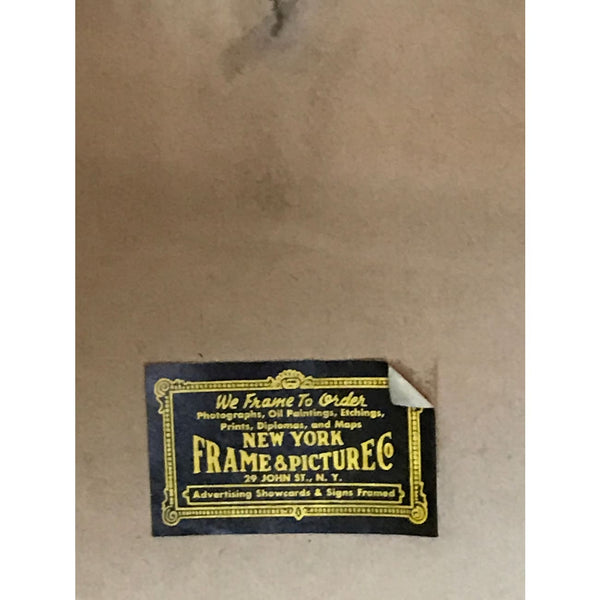 We Frame To Order
Photographs, Oil Paintings, Etchings,
Prints, Diplomas, and Maps
NEW YORK
FRAME & PICTURE Co
29 JOHN ST., N. Y.
Advertising Showcards & Signs Framed